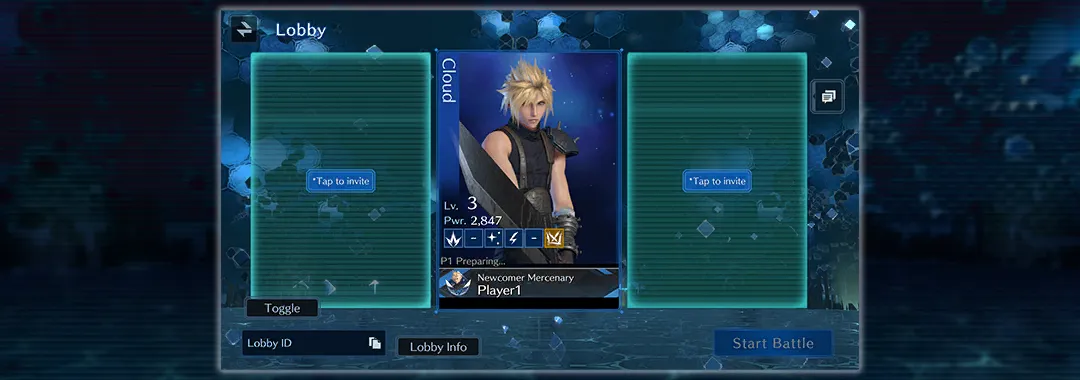 Lobby
Cloud
*Tap to invite
*Tap to invite
Lv. 3
Pwr. 2,847
P1 Preparing...
Newcomer Mercenary
Player1
Toggle
Lobby ID
Lobby Info
Start Battle